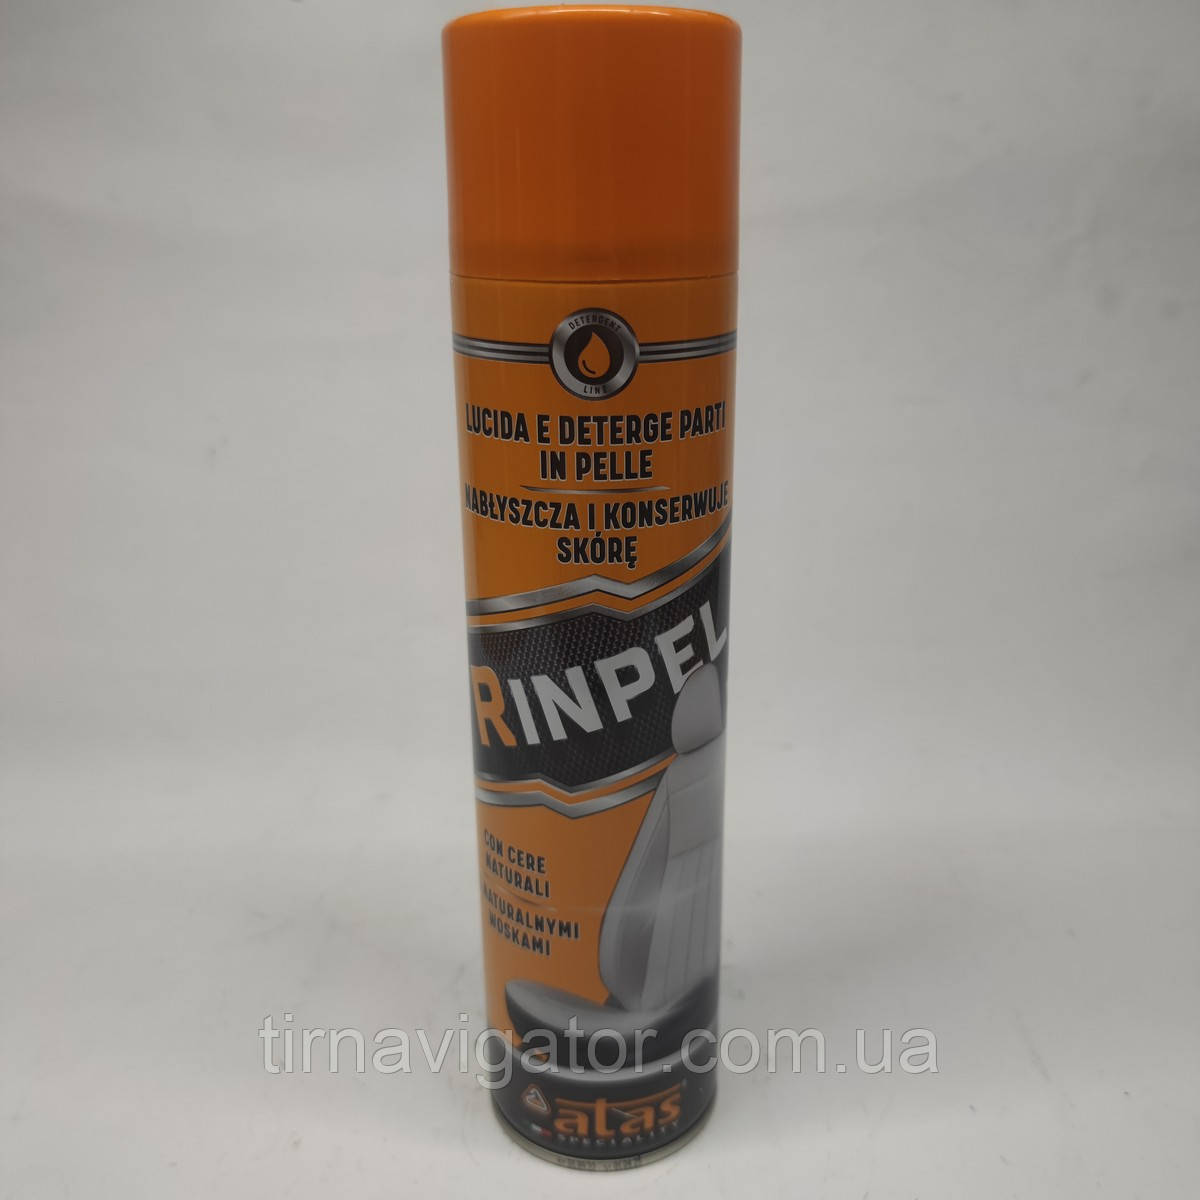 DETERGENT
LINE
LUCIDA E DETERGE PARTI
IN PELLE
NABŁYSZCZA I KONSERWUJE
SKÓRĘ
RINPEL
CON CERE
NATURALI
NATURALNYMI
WOSKAMI
tirnavigator.com.ua
atas
SPECIALITY